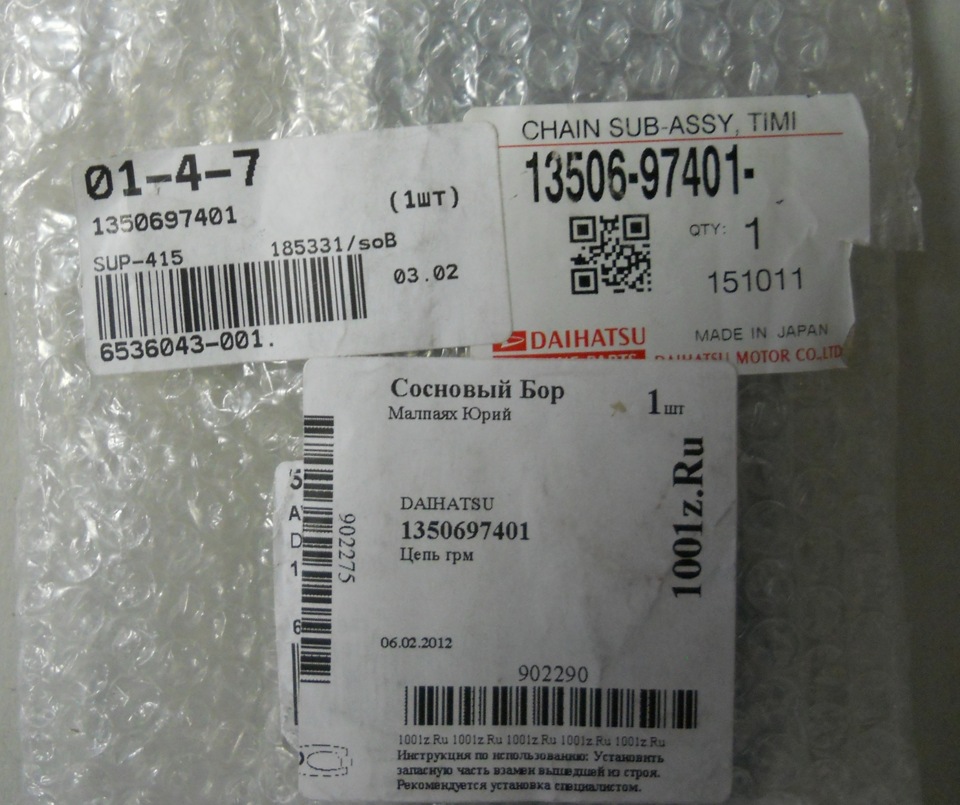 01-4-7
1350697401 (1шт)
SUP-415 185331/soB
03.02
6536043-001.
CHAIN SUB-ASSY, TIMI
13506-97401-
QTY: 1
151011
DAIHATSU MADE IN JAPAN
DAIHATSU MOTOR CO.,LTD
Сосновый Бор 1шт
Малпаях Юрий
1001z.Ru
5
A
D
1
6
902275
DAIHATSU
1350697401
Цепь грм
06.02.2012
902290
1001z.Ru 1001z.Ru 1001z.Ru 1001z.Ru 1001z.Ru
Инструкция по использованию: Установить
запасную часть взамен вышедшей из строя.
Рекомендуется установка специалистом.